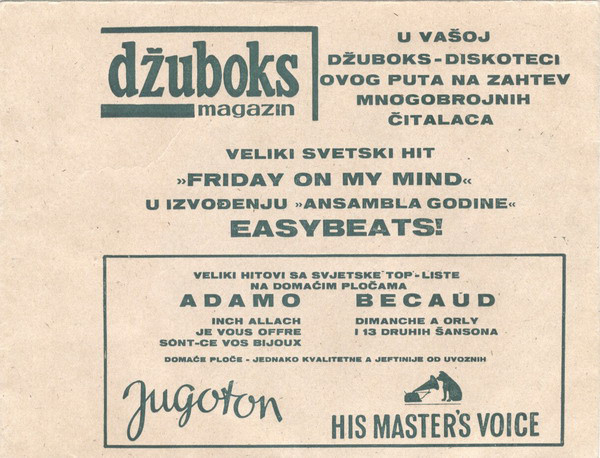 džuboks
magazin
U VAŠOJ
DŽUBOKS-DISKOTECI
OVOG PUTA NA ZAHTEV
MNOGOBROJNIH
ČITALACA
VELIKI SVETSKI HIT
»FRIDAY ON MY MIND«
U IZVOĐENJU »ANSAMBLA GODINE«
EASYBEATS!
VELIKI HITOVI SA SVJETSKE TOP-LISTE
NA DOMAĆIM PLOČAMA
ADAMO
INCH ALLACH
JE VOUS OFFRE
SONT-CE VOS BIJOUX
BECAUD
DIMANCHE A ORLY
I 13 DRUHIH ŠANSONA
DOMAĆE PLOČE - JEDNAKO KVALITETNE A JEFTINIJE OD UVOZNIH
Jugoton
HIS MASTER'S VOICE